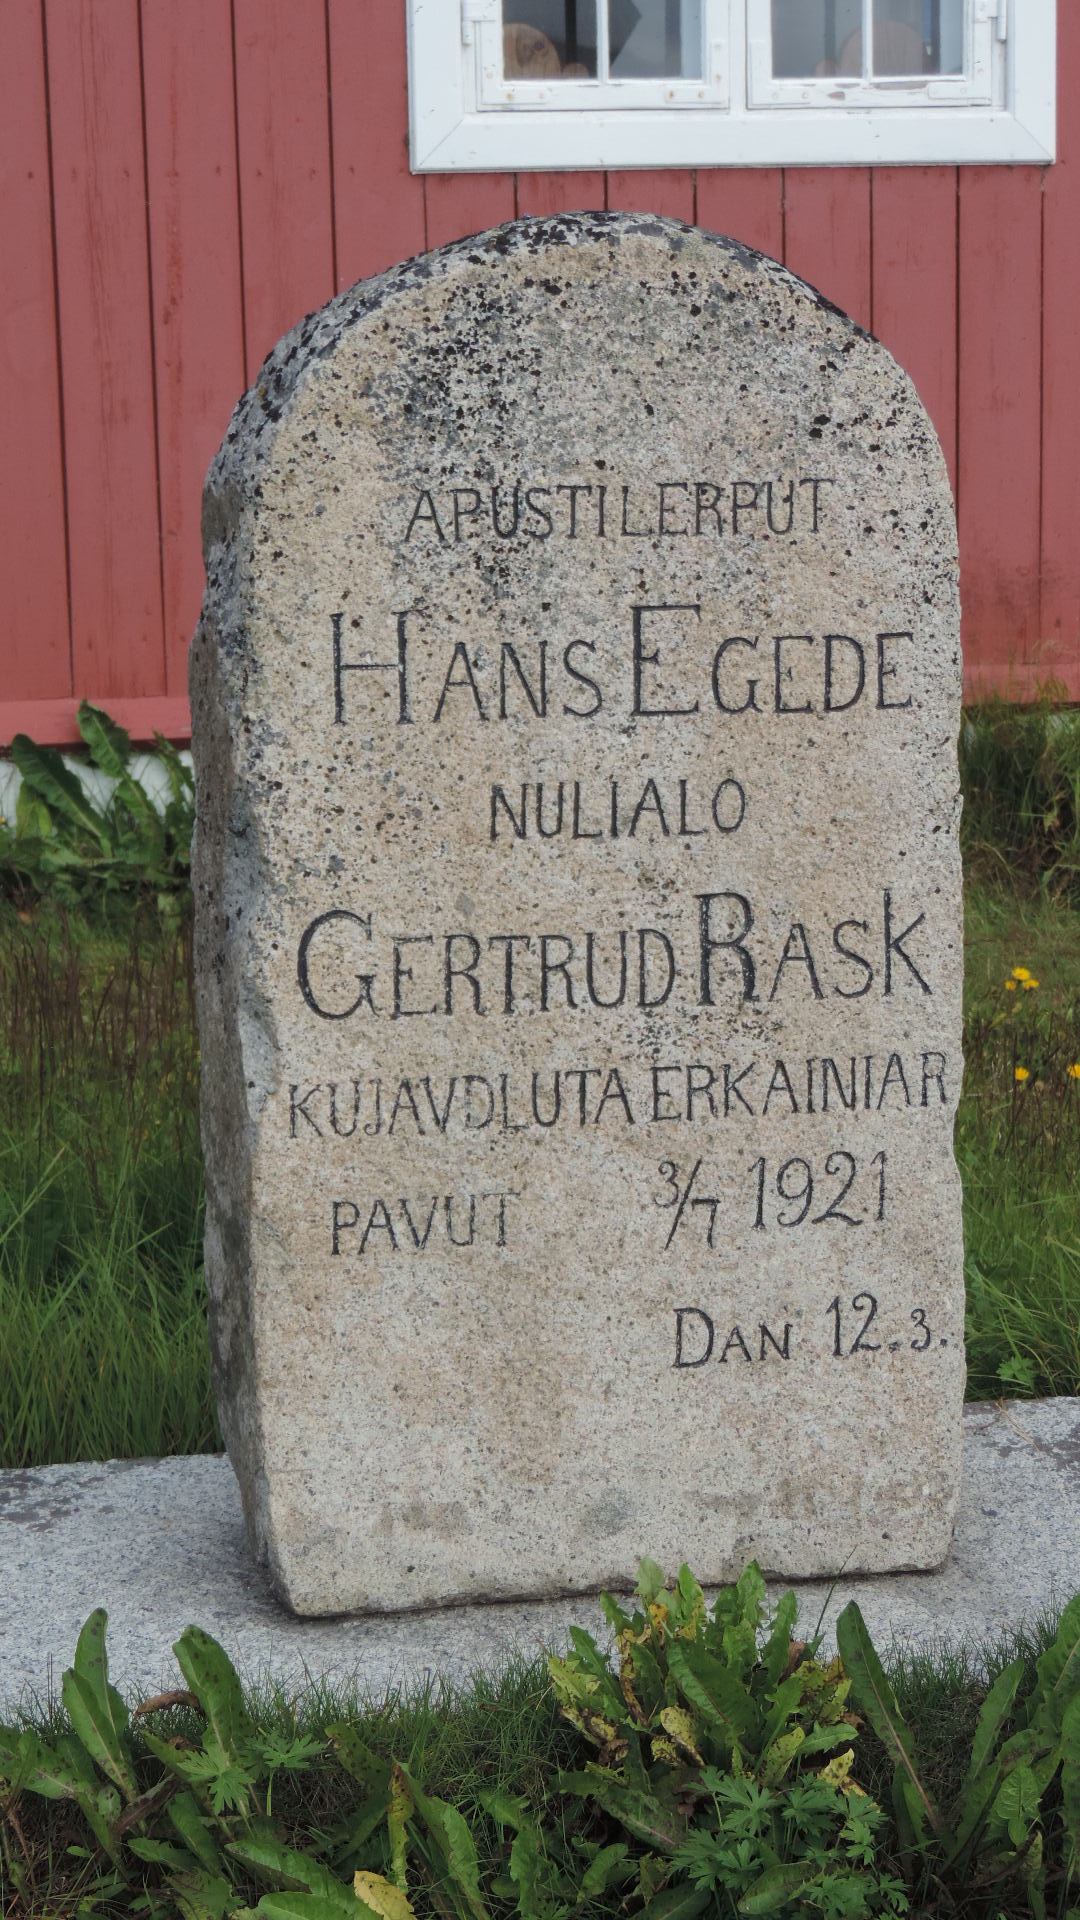 APUSTILERPUT
HANS EGEDE
NULIALO
GERTRUD RASK
KUJAVDLUTA ERKAINIAR
PAVUT 3/7 1921
DAN 12.3.